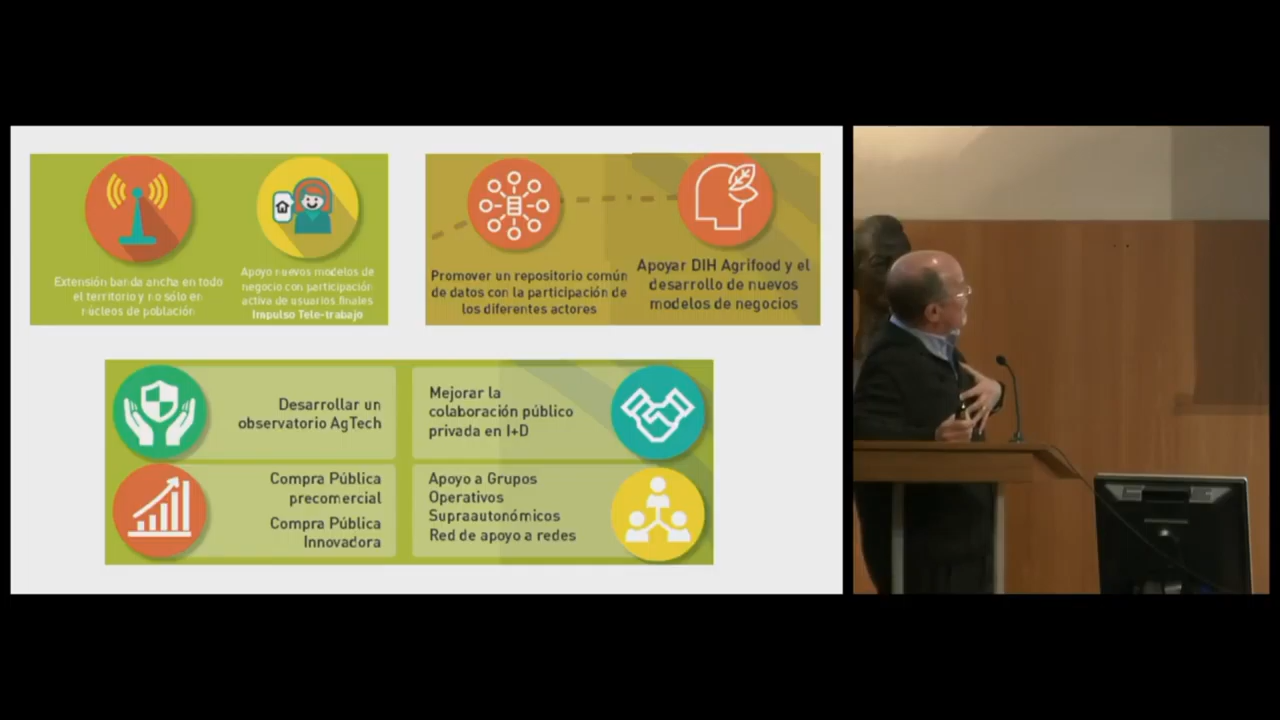 Extensión banda ancha en todo
el territorio y no sólo en
núcleos de población
Apoyo nuevos modelos de
negocio con participación
activa de usuarios finales
Impulso Tele-trabajo
Promover un repositorio común
de datos con la participación de
los diferentes actores
Apoyar DIH Agrifood y el
desarrollo de nuevos
modelos de negocios
Desarrollar un
observatorio AgTech
Mejorar la
colaboración público
privada en I+D
Compra Pública
precomercial
Compra Pública
Innovadora
Apoyo a Grupos
Operativos
Supraautonómicos
Red de apoyo a redes